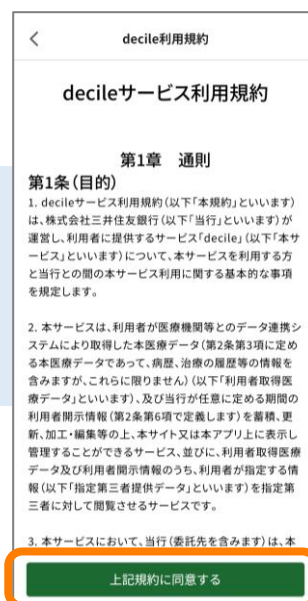 decile利用規約
decileサービス利用規約
第1章　通則
第1条(目的)
1. decileサービス利用規約(以下「本規約」といいます)
は、株式会社三井住友銀行(以下「当行」といいます)が
運営し、利用者に提供するサービス「decile」(以下「本サ
ービス」といいます)について、本サービスを利用する方
と当行との間の本サービス利用に関する基本的な事項
を規定します。
2. 本サービスは、利用者が医療機関等とのデータ連携シ
ステムにより取得した本医療データ(第2条第3項に定め
る本医療データであって、病歴、治療の履歴等の情報を
含みますが、これらに限りません)(以下「利用者取得医
療データ」といいます)、及び当行が任意に定める期間の
利用者開示情報(第2条第6項で定義します)を蓄積、更
新、加工・編集等の上、本サイト又は本アプリ上に表示し
管理することができるサービス、並びに、利用者取得医療
データ及び利用者開示情報のうち、利用者が指定する情
報(以下「指定第三者提供データ」といいます)を指定第
三者に対して閲覧させるサービスです。
3. 本サービスにおいて、当行(委託先を含みます)は、本
上記規約に同意する